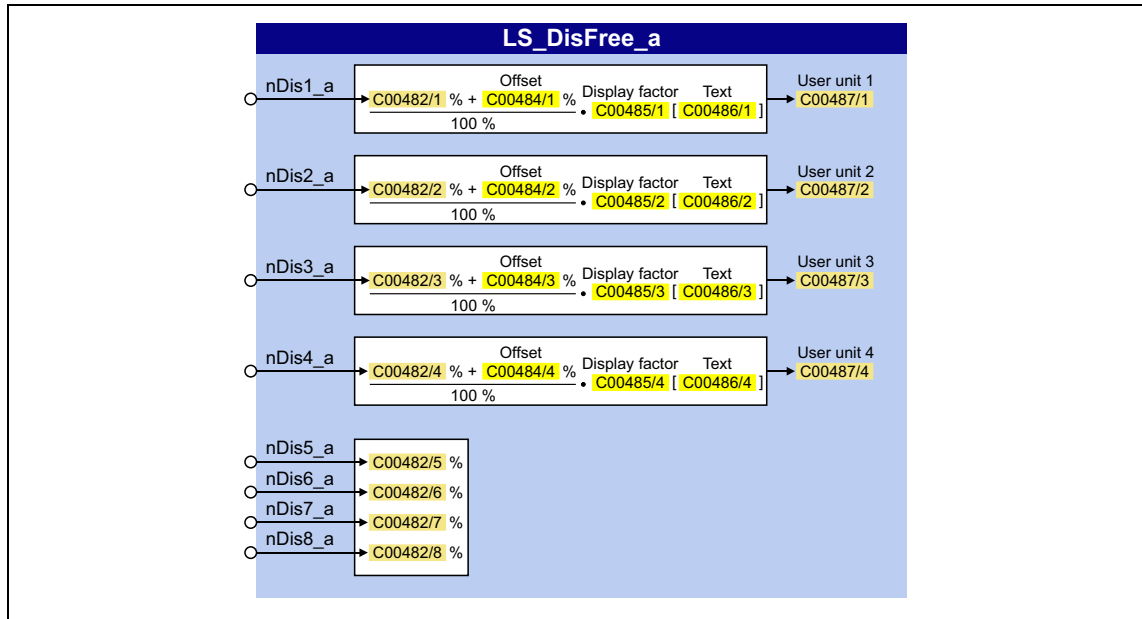 LS_DisFree_a
nDis1_a
Offset
User unit 1
C00482/1 % + C00484/1 % Display factor Text
C00485/1 [ C00486/1 ]
C00487/1
100 %
nDis2_a
Offset
User unit 2
C00482/2 % + C00484/2 % Display factor Text
C00485/2 [ C00486/2 ]
C00487/2
100 %
nDis3_a
Offset
User unit 3
C00482/3 % + C00484/3 % Display factor Text
C00485/3 [ C00486/3 ]
C00487/3
100 %
nDis4_a
Offset
User unit 4
C00482/4 % + C00484/4 % Display factor Text
C00485/4 [ C00486/4 ]
C00487/4
100 %
nDis5_a
C00482/5 %
nDis6_a
C00482/6 %
nDis7_a
C00482/7 %
nDis8_a
C00482/8 %